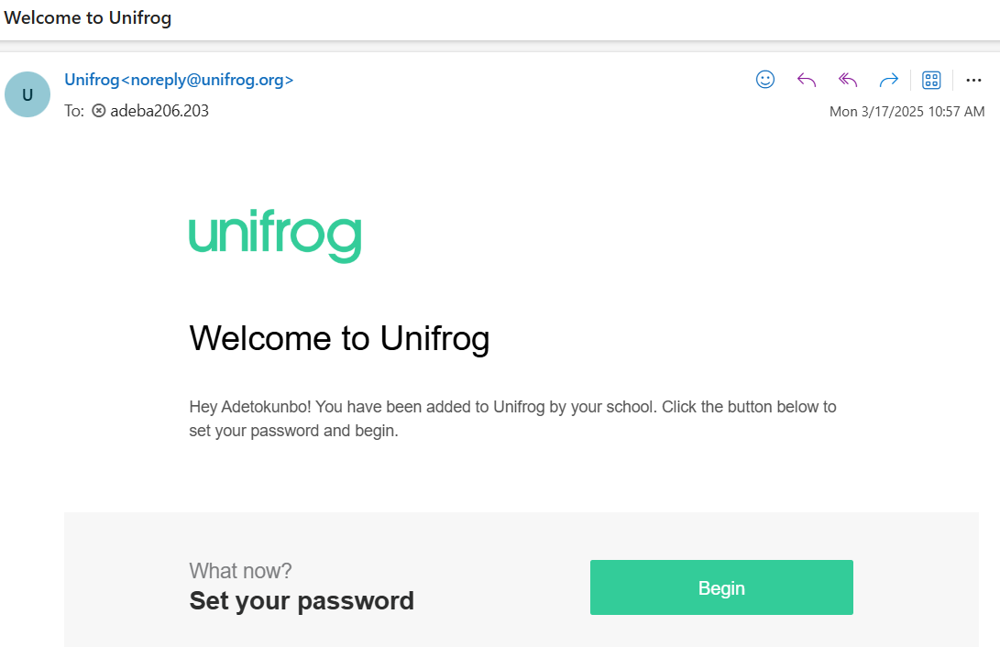 Welcome to Unifrog
U
Unifrog<noreply@unifrog.org>
To: adeba206.203
Mon 3/17/2025 10:57 AM
unifrog
Welcome to Unifrog
Hey Adetokunbo! You have been added to Unifrog by your school. Click the button below to
set your password and begin.
What now?
Set your password
Begin